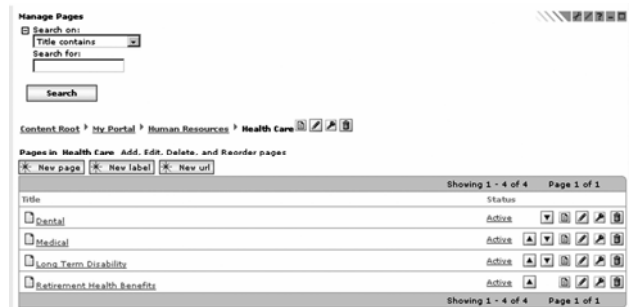 Manage Pages
Search on:
Title contains
Search for:
Search
Content Root My Portal Human Resources Health Care
Pages in Health Care Add, Edit, Delete, and Reorder pages
New page New label New url
Showing 1 - 4 of 4 Page 1 of 1
Title Status
Dental Active
Medical Active
Long Term Disability Active
Retirement Health Benefits Active
Showing 1 - 4 of 4 Page 1 of 1